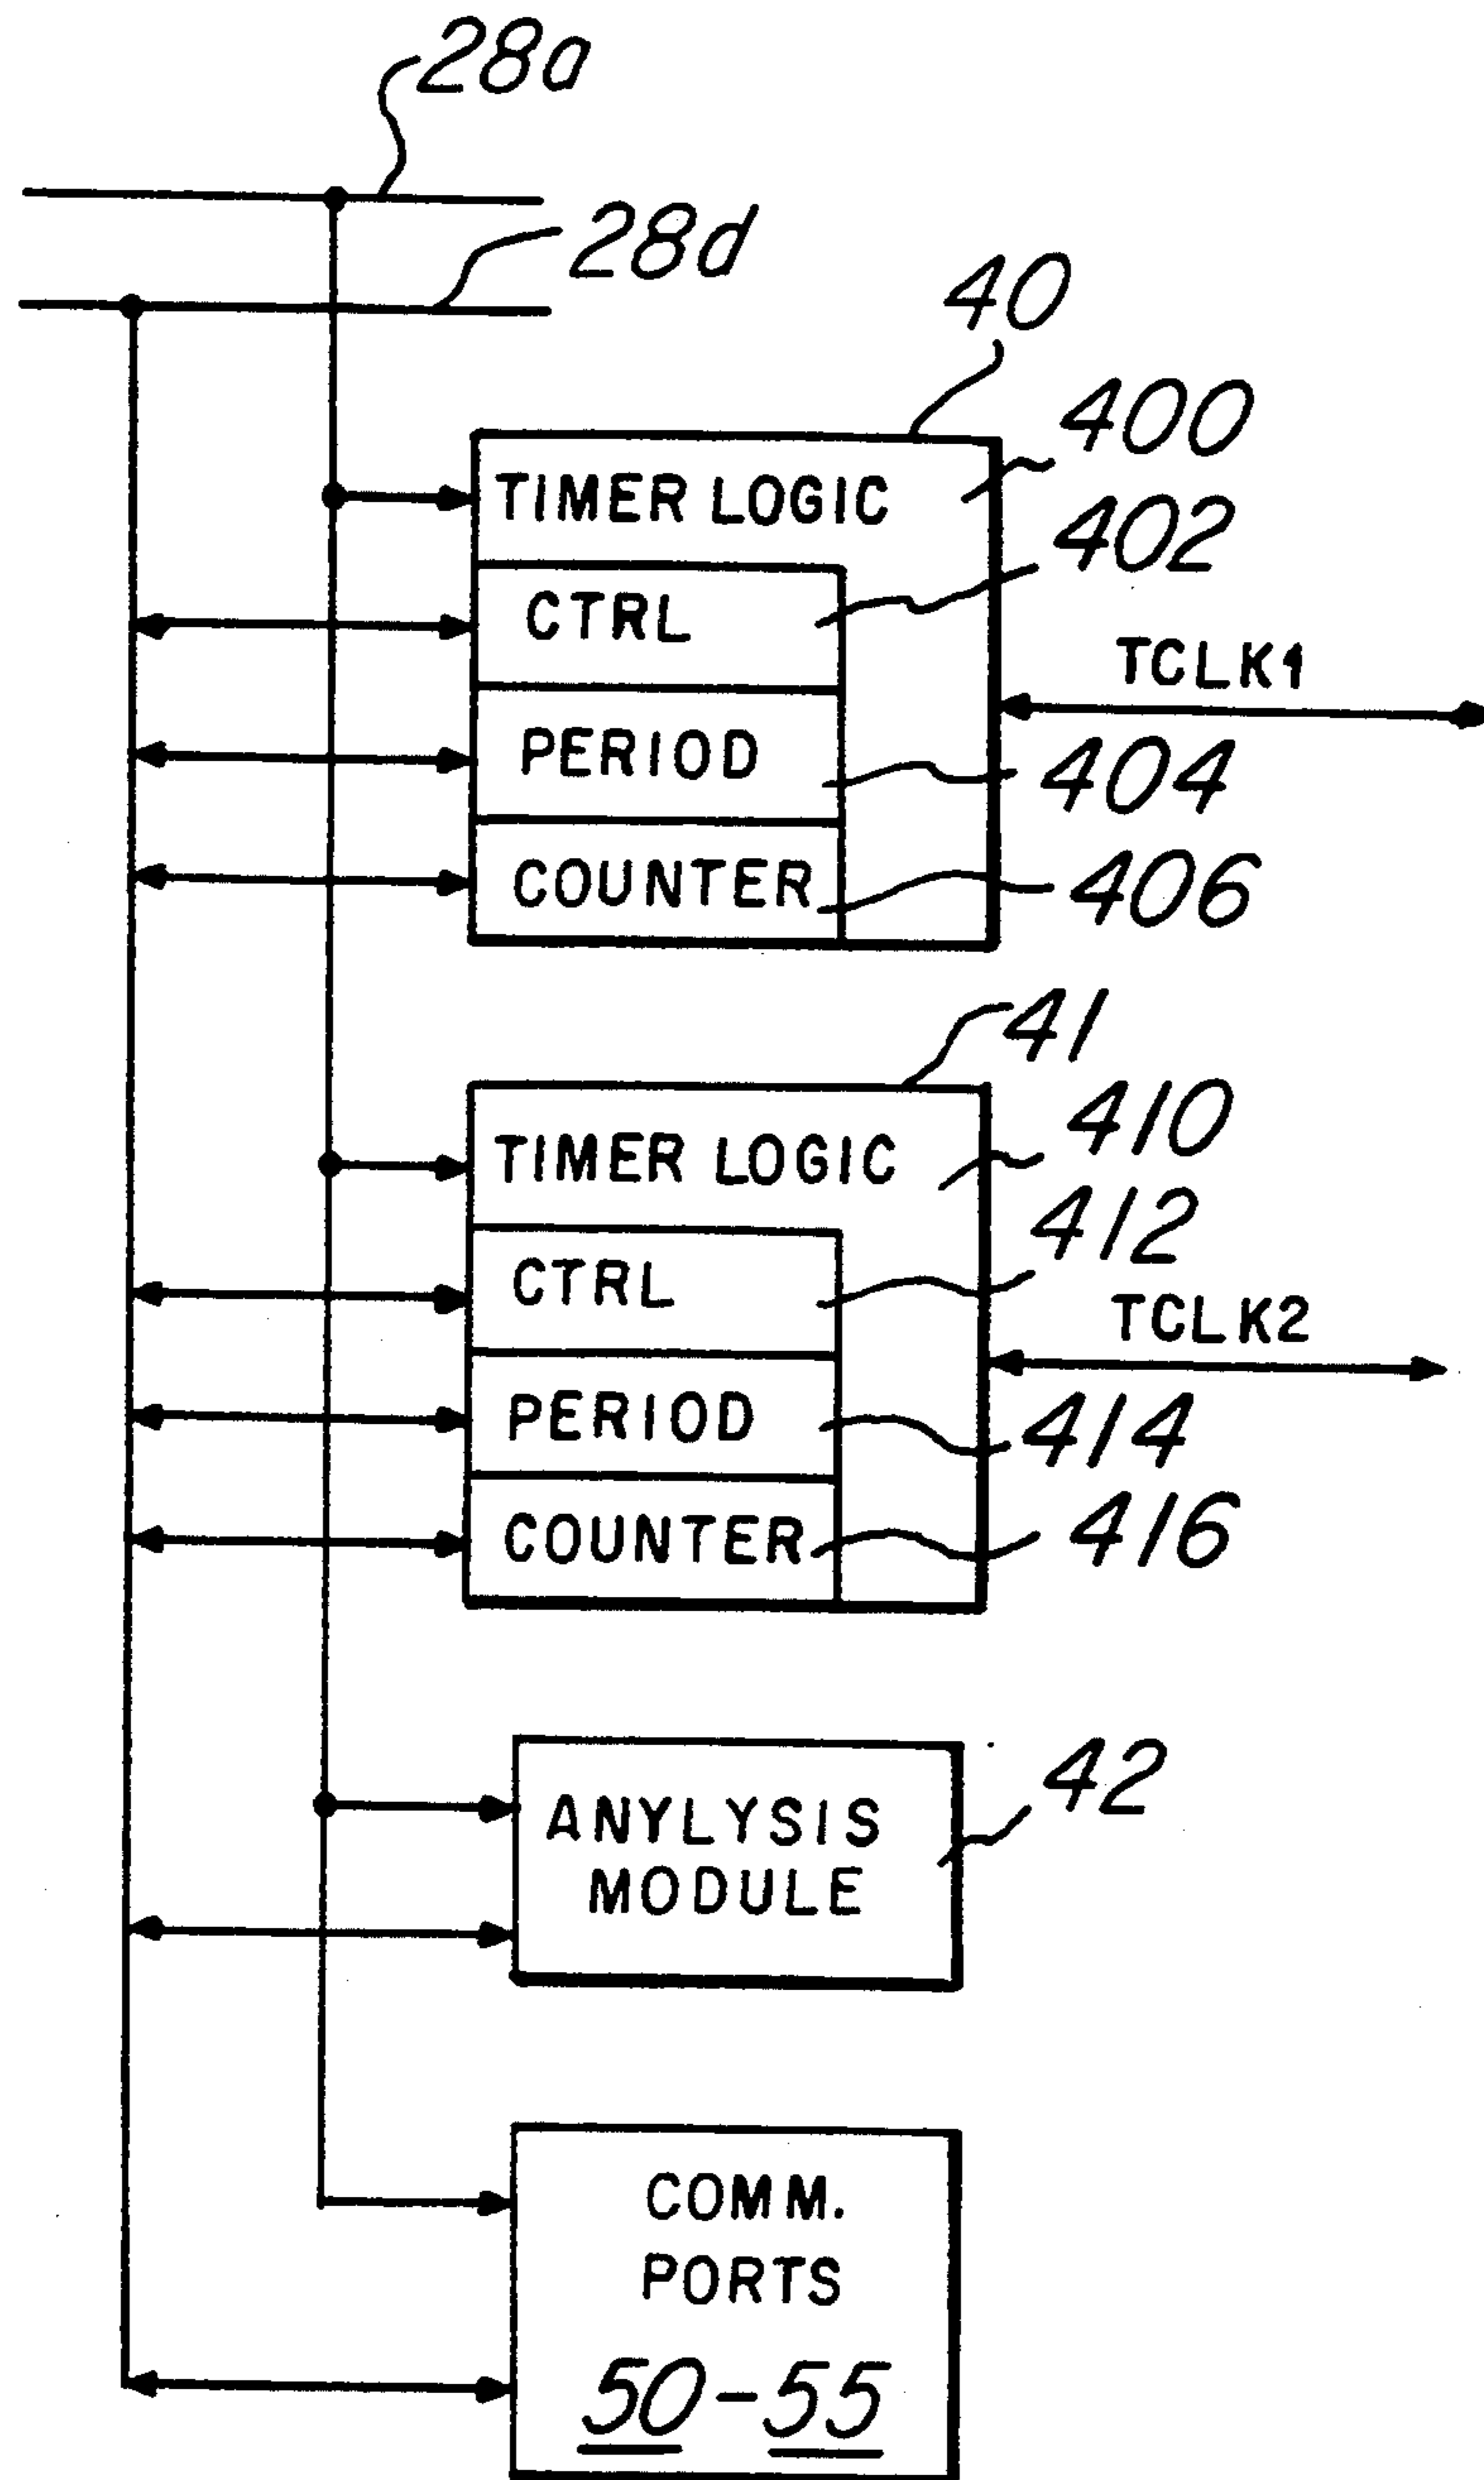 28a
28d
40
400
TIMER LOGIC
402
CTRL
TCLK1
PERIOD
404
COUNTER
406
41
410
TIMER LOGIC
412
CTRL
TCLK2
PERIOD
414
COUNTER
416
42
ANYLYSIS
MODULE
COMM.
PORTS
50-55